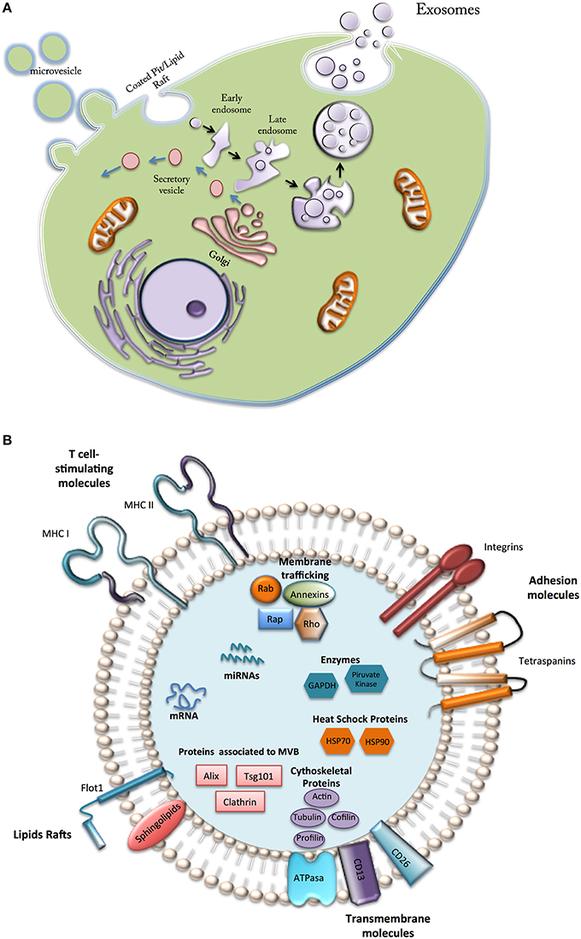 A
Exosomes
microvesicle
Coated Pit/Lipid
Raft
Early
endosome
Late
endosome
Secretory
vesicle
Golgi
B
T cell-
stimulating
molecules
MHC II
MHC I
Integrins
Adhesion
molecules
Tetraspanins
Membrane
trafficking
Rab
Annexins
Rap
Rho
miRNAs
mRNA
Enzymes
GAPDH
Piruvate
Kinase
Heat Schock Proteins
HSP70
HSP90
Proteins associated to MVB
Alix
Tsg101
Clathrin
Cythoskeletal
Proteins
Actin
Tubulin
Cofilin
Profilin
Flot1
Lipids Rafts
Sphingolipids
ATPasa
CD13
CD26
Transmembrane
molecules